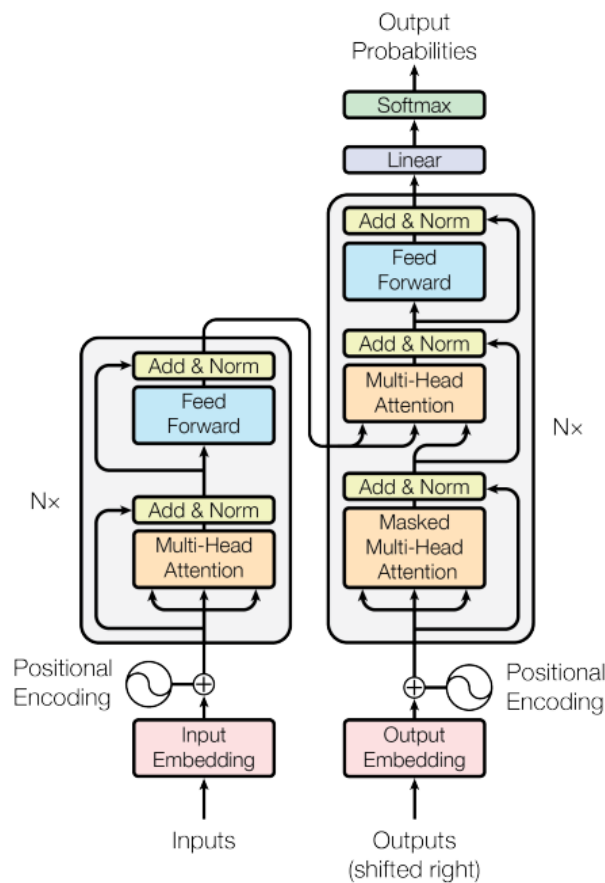 Output
Probabilities
Softmax
Linear
Add & Norm
Feed
Forward
Add & Norm
Multi-Head
Attention
Add & Norm
Masked
Multi-Head
Attention
N×
Add & Norm
Feed
Forward
Add & Norm
Multi-Head
Attention
N×
Positional
Encoding
Positional
Encoding
Input
Embedding
Output
Embedding
Inputs
Outputs
(shifted right)